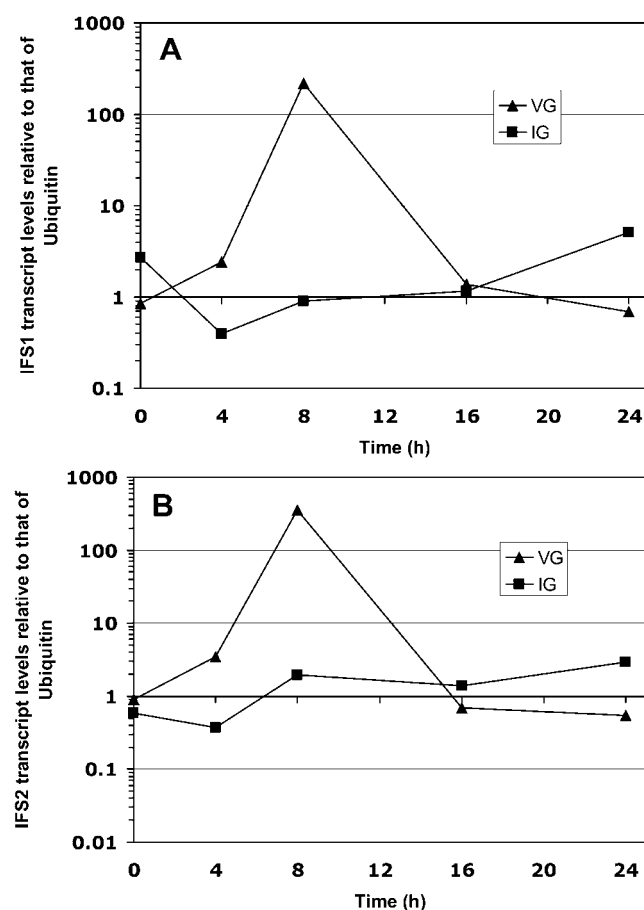 A
IFS1 transcript levels relative to that of
Ubiquitin
1000
100
10
1
0.1
VG
IG
0 4 8 12 16 20 24
Time (h)
B
IFS2 transcript levels relative to that of
Ubiquitin
1000
100
10
1
0.1
0.01
VG
IG
0 4 8 12 16 20 24
Time (h)